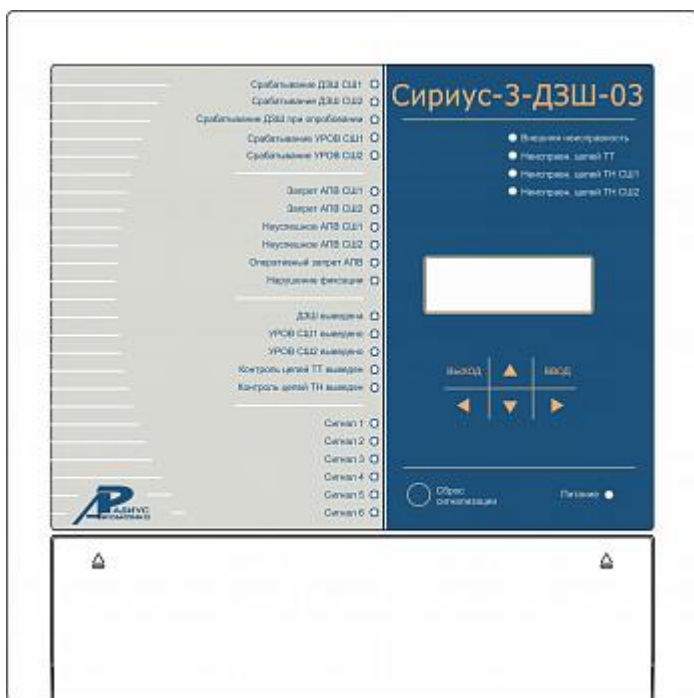 Срабатывание ДЗШ СШ1
Срабатывание ДЗШ СШ2
Срабатывание ДЗШ при опробовании
Срабатывание УРОВ СШ1
Срабатывание УРОВ СШ2
Запрет АПВ СШ1
Запрет АПВ СШ2
Неуспешное АПВ СШ1
Неуспешное АПВ СШ2
Оперативный запрет АПВ
Нарушение фиксации
ДЗШ выведена
УРОВ СШ1 выведено
УРОВ СШ2 выведено
Контроль цепей ТТ выведен
Контроль цепей ТН выведен
Сигнал 1
Сигнал 2
Сигнал 3
Сигнал 4
Сигнал 5
Сигнал 6
РАДИУС
Автоматика
Сириус-3-ДЗШ-03
Внешняя неисправность
Неисправн. цепей ТТ
Неисправн. цепей ТН СШ1
Неисправн. цепей ТН СШ2
ВЫХОД
ВВОД
Сброс
сигнализации
Питание